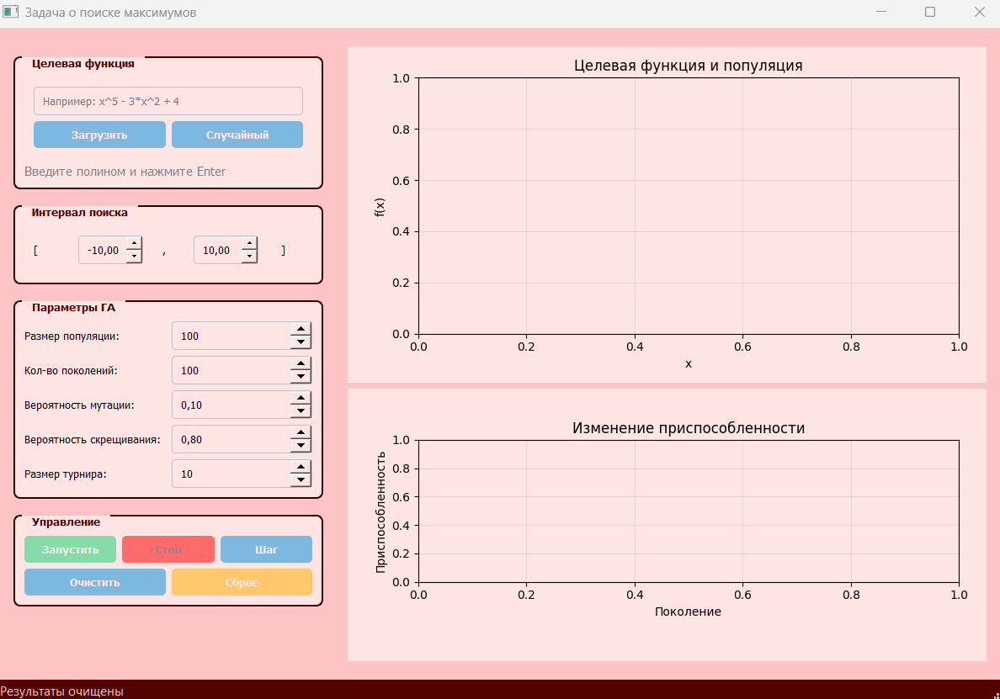 Задача о поиске максимумов
Целевая функция
Например: x^5 - 3*x^2 + 4
Загрузить Случайный
Введите полином и нажмите Enter
Интервал поиска
[ -10,00 , 10,00 ]
Параметры ГА
Размер популяции: 100
Кол-во поколений: 100
Вероятность мутации: 0,10
Вероятность скрещивания: 0,80
Размер турнира: 10
Управление
Запустить Стоп Шаг
Очистить Сброс
Целевая функция и популяция
f(x)
1.0
0.8
0.6
0.4
0.2
0.0
0.0 0.2 0.4 0.6 0.8 1.0
x
Изменение приспособленности
Приспособленность
1.0
0.8
0.6
0.4
0.2
0.0
0.0 0.2 0.4 0.6 0.8 1.0
Поколение
Результаты очищены